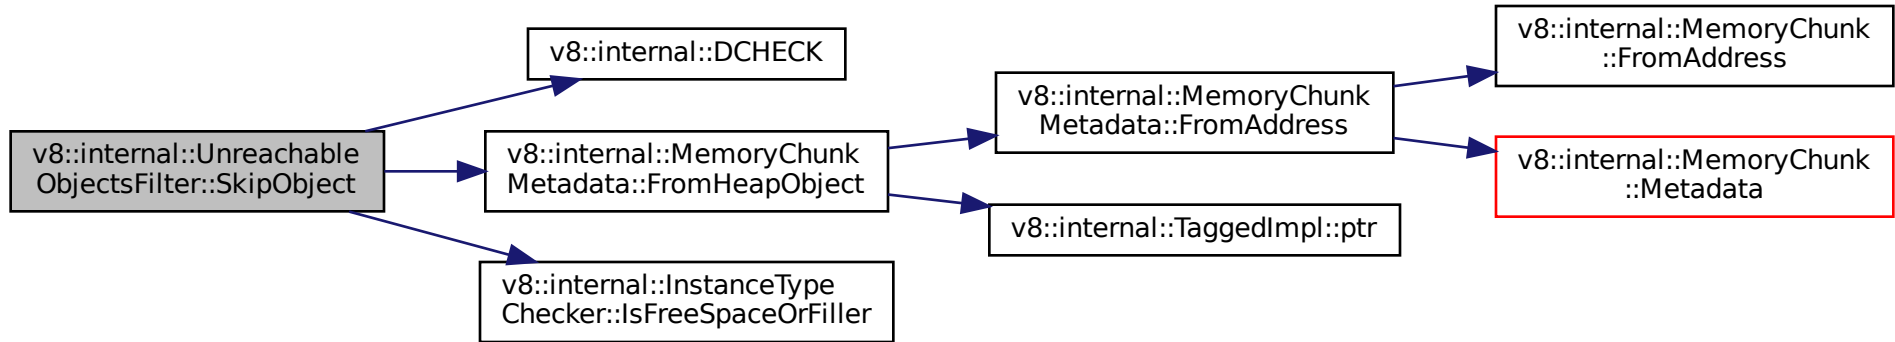 v8::internal::Unreachable
ObjectsFilter::SkipObject
v8::internal::DCHECK
v8::internal::MemoryChunk
Metadata::FromHeapObject
v8::internal::InstanceType
Checker::IsFreeSpaceOrFiller
v8::internal::MemoryChunk
Metadata::FromAddress
v8::internal::TaggedImpl::ptr
v8::internal::MemoryChunk
::FromAddress
v8::internal::MemoryChunk
::Metadata